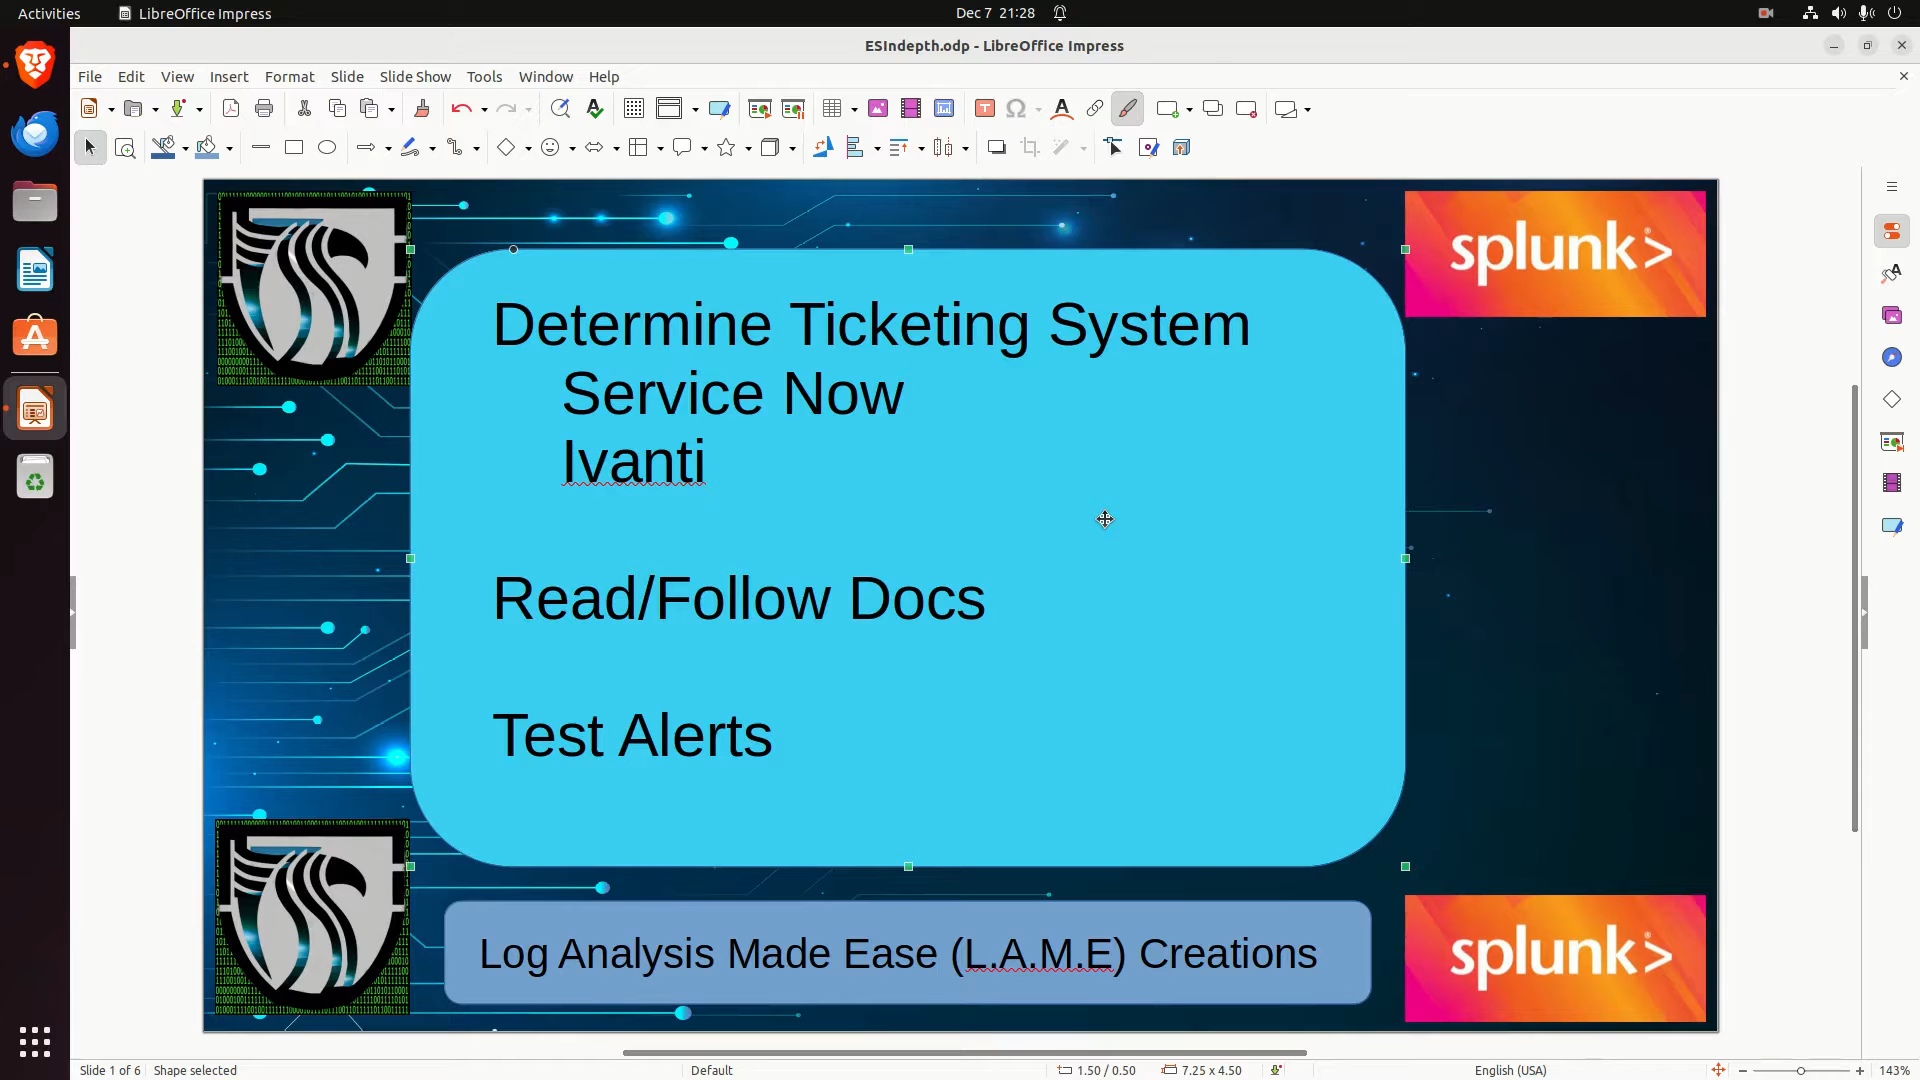 Activities
LibreOffice Impress
Dec 7 21:28
ESIndepth.odp - LibreOffice Impress
File Edit View Insert Format Slide Slide Show Tools Window Help
splunk>
Determine Ticketing System
Service Now
Ivanti
Read/Follow Docs
Test Alerts
Log Analysis Made Ease (L.A.M.E) Creations
splunk>
Slide 1 of 6 Shape selected Default 1.50 / 0.50 7.25 x 4.50 English (USA) 143%